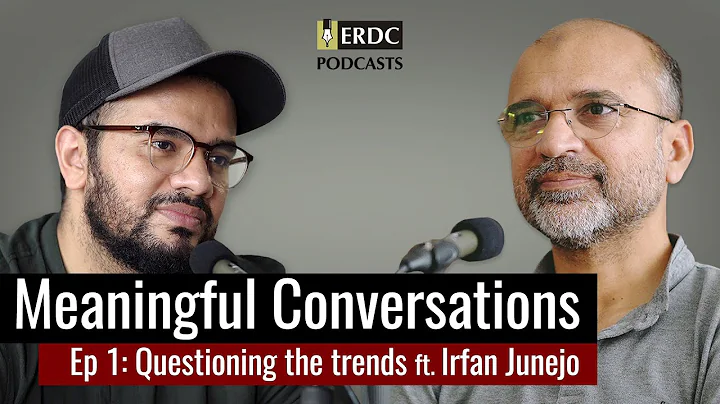 ERDC
PODCASTS
Meaningful Conversations
Ep 1: Questioning the trends ft. Irfan Junejo